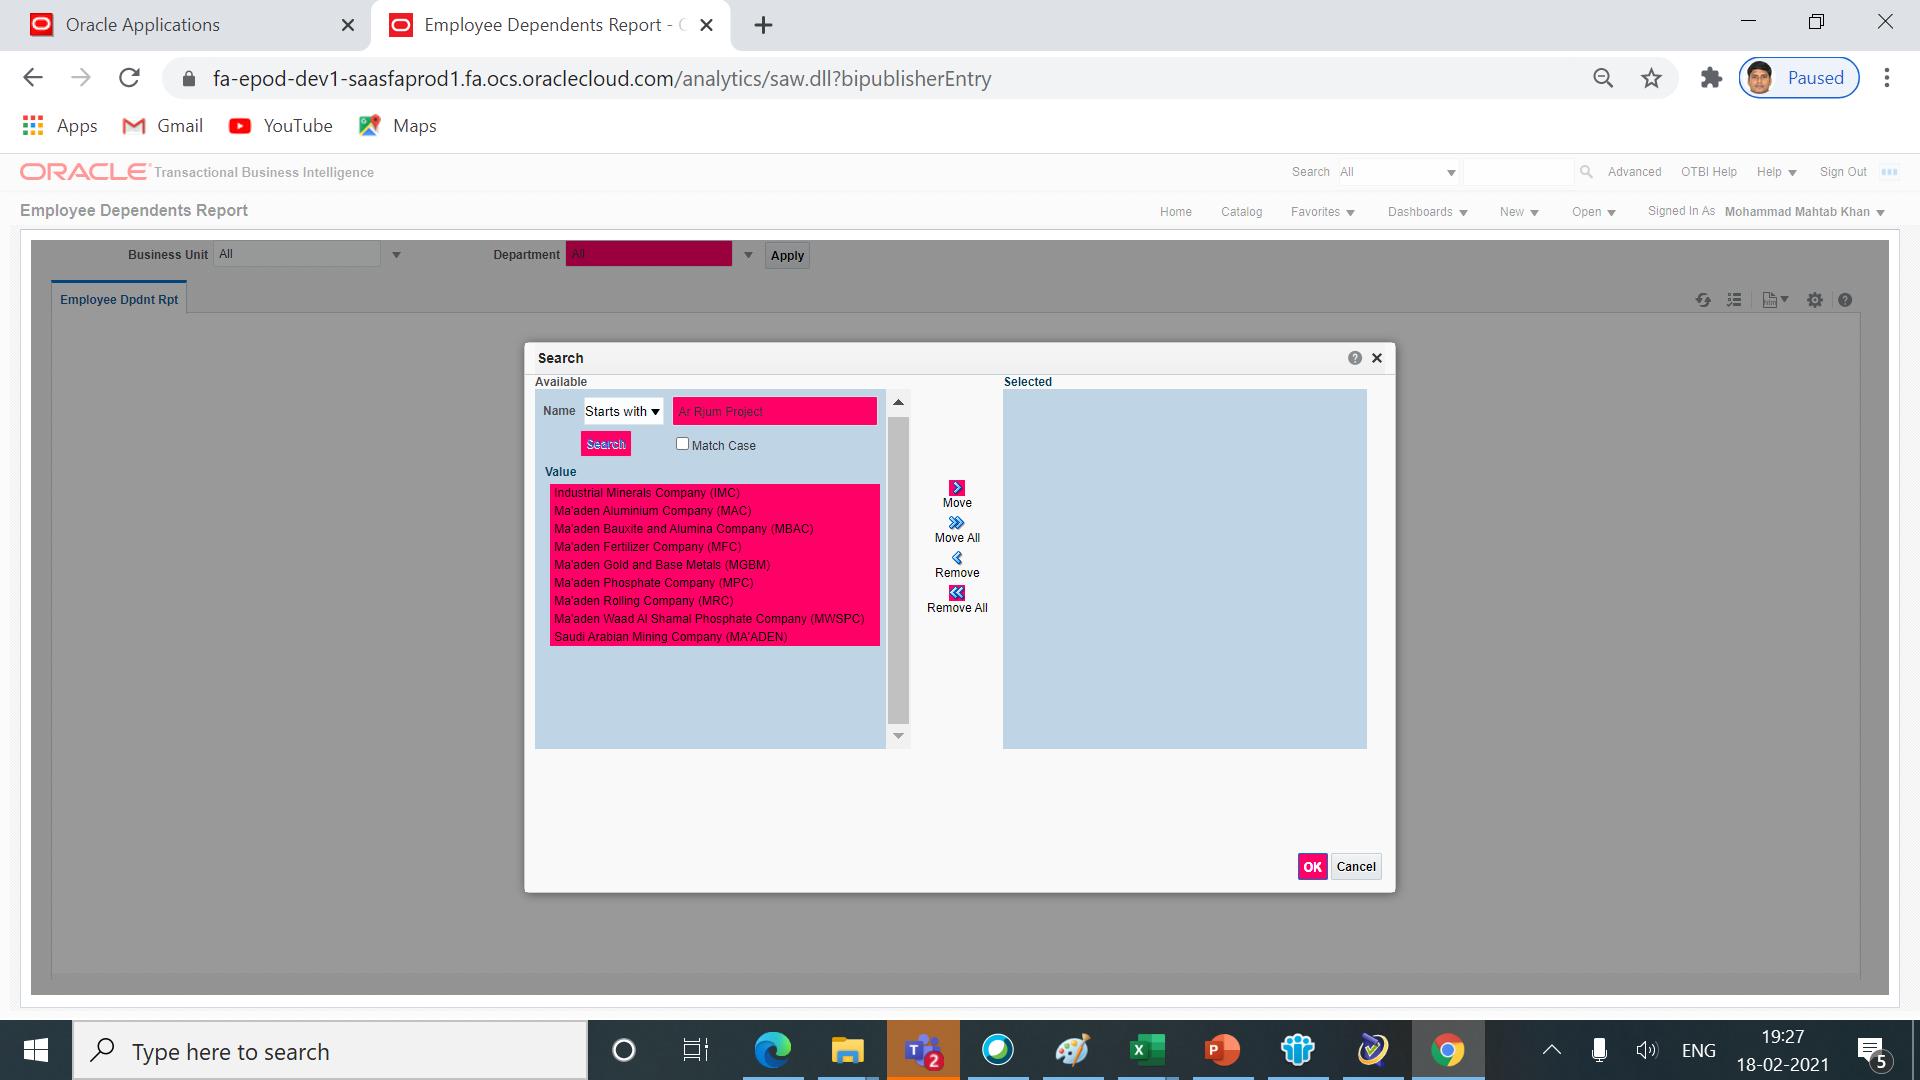 Oracle Applications
Employee Dependents Report -
fa-epod-dev1-saasfaprod1.fa.ocs.oraclecloud.com/analytics/saw.dll?bipublisherEntry
Paused
Apps Gmail YouTube Maps
ORACLE Transactional Business Intelligence
Search All Advanced OTBI Help Help Sign Out
Employee Dependents Report
Home Catalog Favorites Dashboards New Open Signed In As Mohammad Mahtab Khan
Business Unit All Department All Apply
Employee Dpdnt Rpt
Search
Available Selected
Name Starts with Ar Rjum Project
Search Match Case
Value
Industrial Minerals Company (IMC)
Ma'aden Aluminium Company (MAC)
Ma'aden Bauxite and Alumina Company (MBAC)
Ma'aden Fertilizer Company (MFC)
Ma'aden Gold and Base Metals (MGBM)
Ma'aden Phosphate Company (MPC)
Ma'aden Rolling Company (MRC)
Ma'aden Waad Al Shamal Phosphate Company (MWSPC)
Saudi Arabian Mining Company (MA'ADEN)
Move
Move All
Remove
Remove All
OK Cancel
Type here to search
2
ENG
19:27
18-02-2021
5